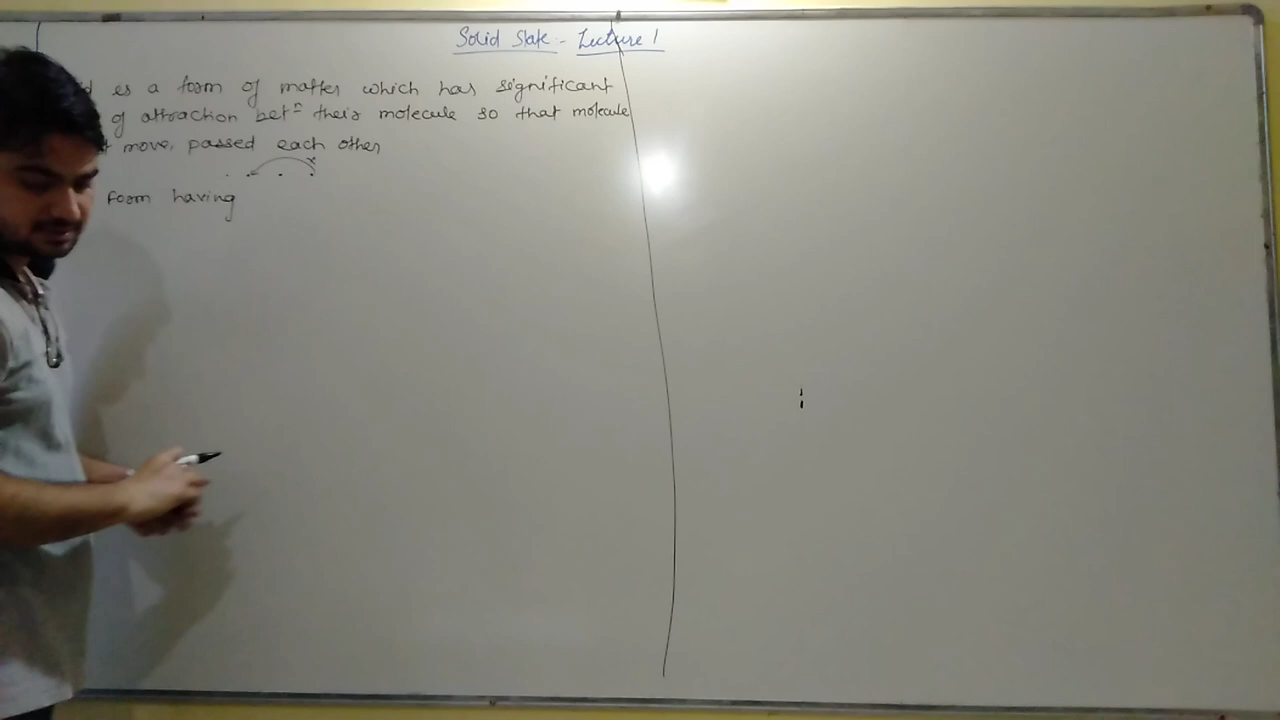 Solid State - Lecture 1
is a form of matter which has significant
of attraction betⁿ their molecule so that molecule
move, passed each other
form having